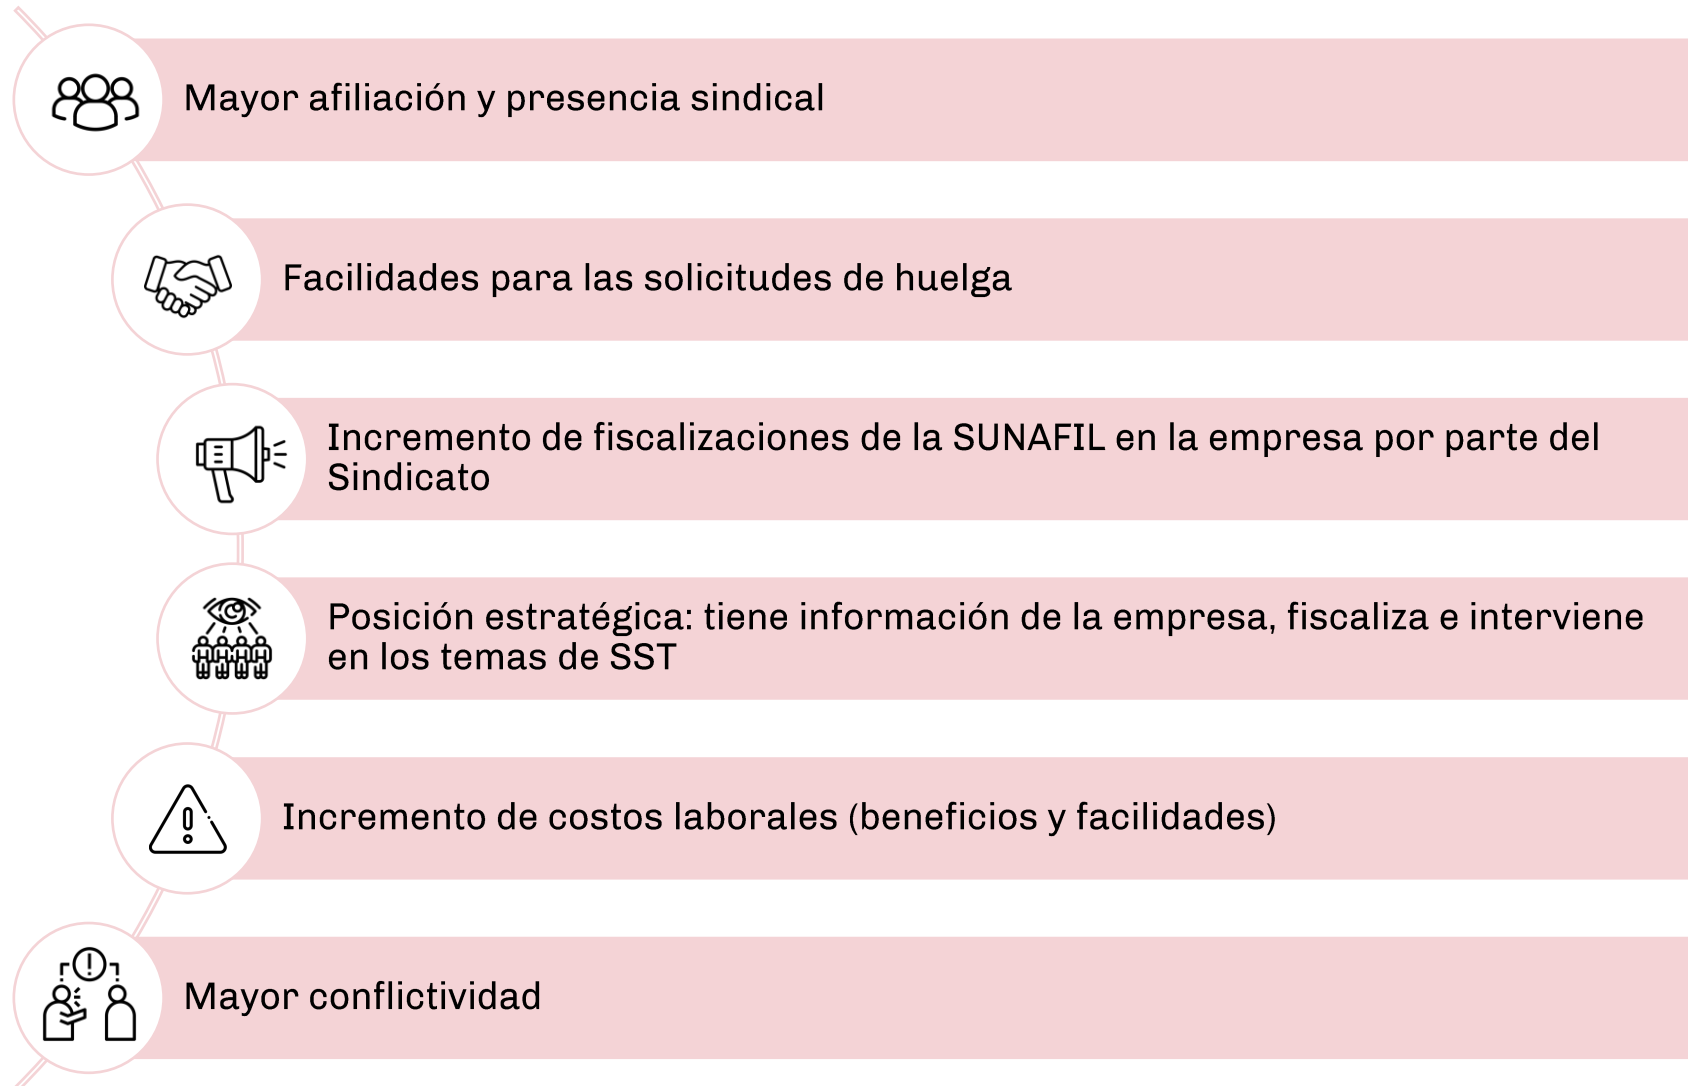 Mayor afiliación y presencia sindical
Facilidades para las solicitudes de huelga
Incremento de fiscalizaciones de la SUNAFIL en la empresa por parte del
Sindicato
Posición estratégica: tiene información de la empresa, fiscaliza e interviene
en los temas de SST
Incremento de costos laborales (beneficios y facilidades)
Mayor conflictividad